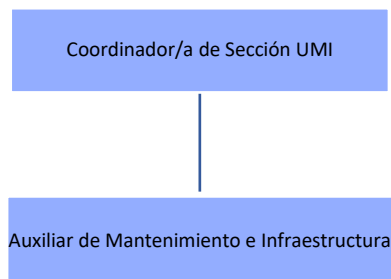 Coordinador/a de Sección UMI
Auxiliar de Mantenimiento e Infraestructura